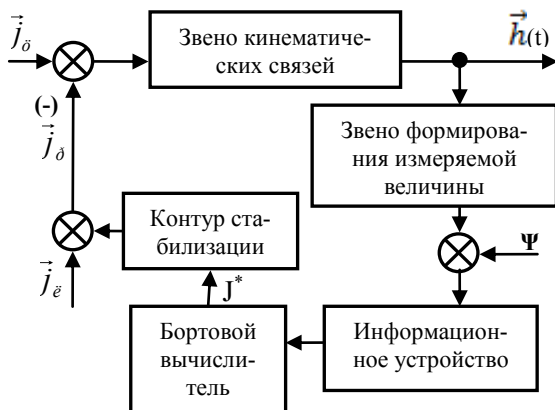 j⃗ ö
Звено кинематиче-
ских связей
h⃗(t)
(-)
j⃗ ð
Звено формирова-
ния измеряемой
величины
Контур ста-
билизации
Ψ
j⃗ ë
J*
Бортовой
вычисли-
тель
Информацион-
ное устройство